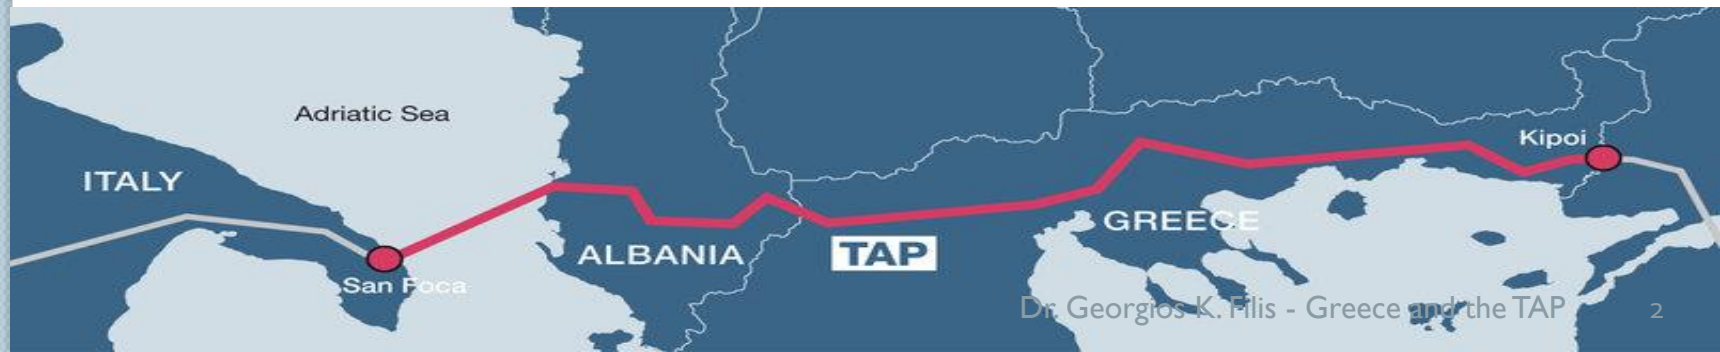 Adriatic Sea
Kipoi
ITALY
GREECE
ALBANIA
TAP
San Foca
Dr. Georgios K. Filis - Greece and the TAP
2